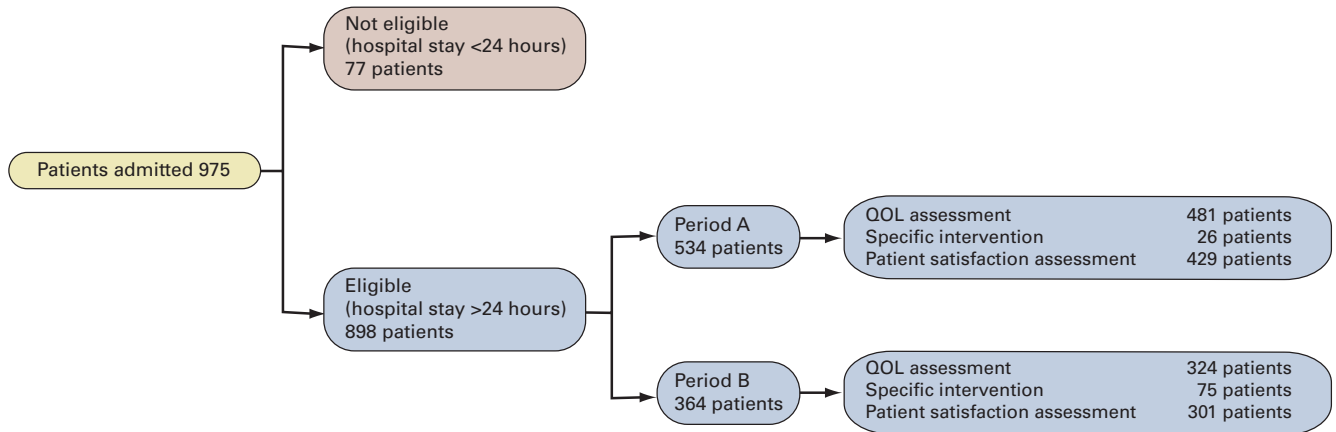 Not eligible
(hospital stay <24 hours)
77 patients
Patients admitted 975
Eligible
(hospital stay >24 hours)
898 patients
Period A
534 patients
QOL assessment 481 patients
Specific intervention 26 patients
Patient satisfaction assessment 429 patients
Period B
364 patients
QOL assessment 324 patients
Specific intervention 75 patients
Patient satisfaction assessment 301 patients